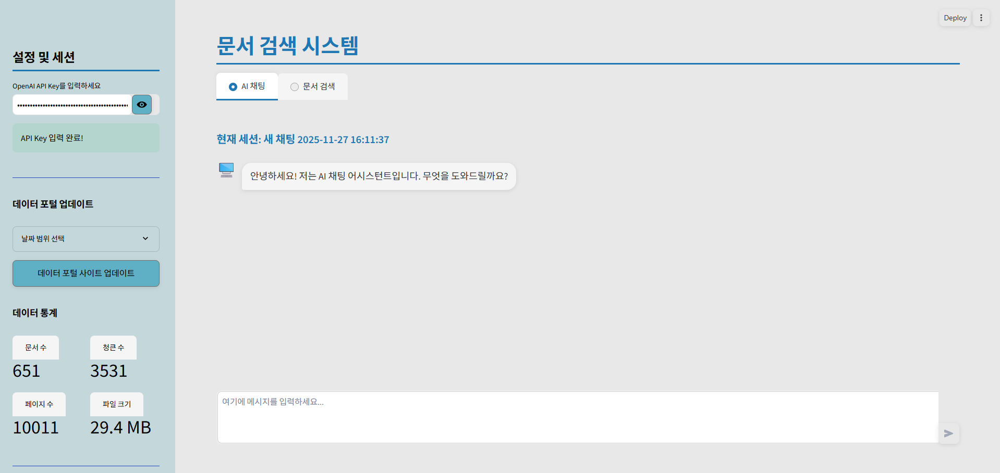 Deploy
설정 및 세션
OpenAI API Key를 입력하세요
API Key 입력 완료!
데이터 포털 업데이트
날짜 범위 선택
데이터 포털 사이트 업데이트
데이터 통계
문서 수
청큰 수
651
3531
페이지 수
파일 크기
10011
29.4 MB
문서 검색 시스템
AI 채팅
문서 검색
현재 세션: 새 채팅 2025-11-27 16:11:37
안녕하세요! 저는 AI 채팅 어시스턴트입니다. 무엇을 도와드릴까요?
여기에 메시지를 입력하세요...